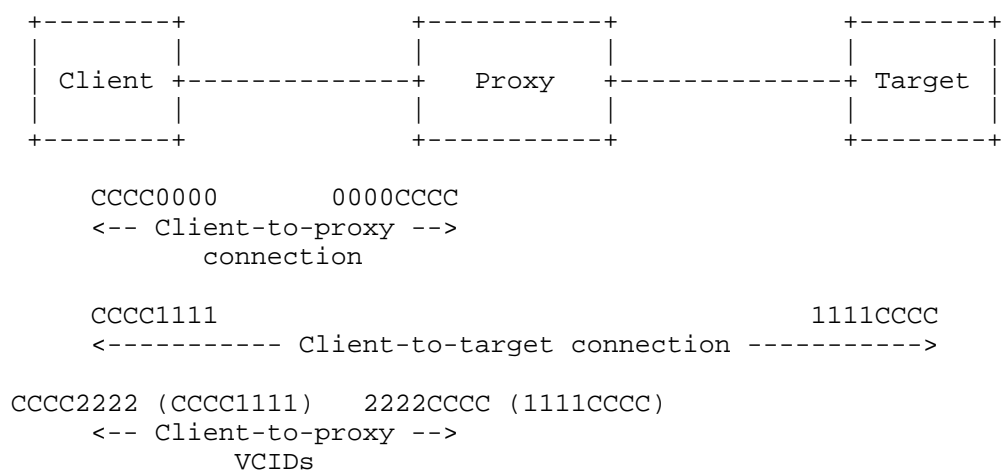 Client Proxy Target
CCCC0000 0000CCCC
<-- Client-to-proxy -->
connection
CCCC1111 1111CCCC
<----------- Client-to-target connection ----------->
CCCC2222 (CCCC1111) 2222CCCC (1111CCCC)
<-- Client-to-proxy -->
VCIDs